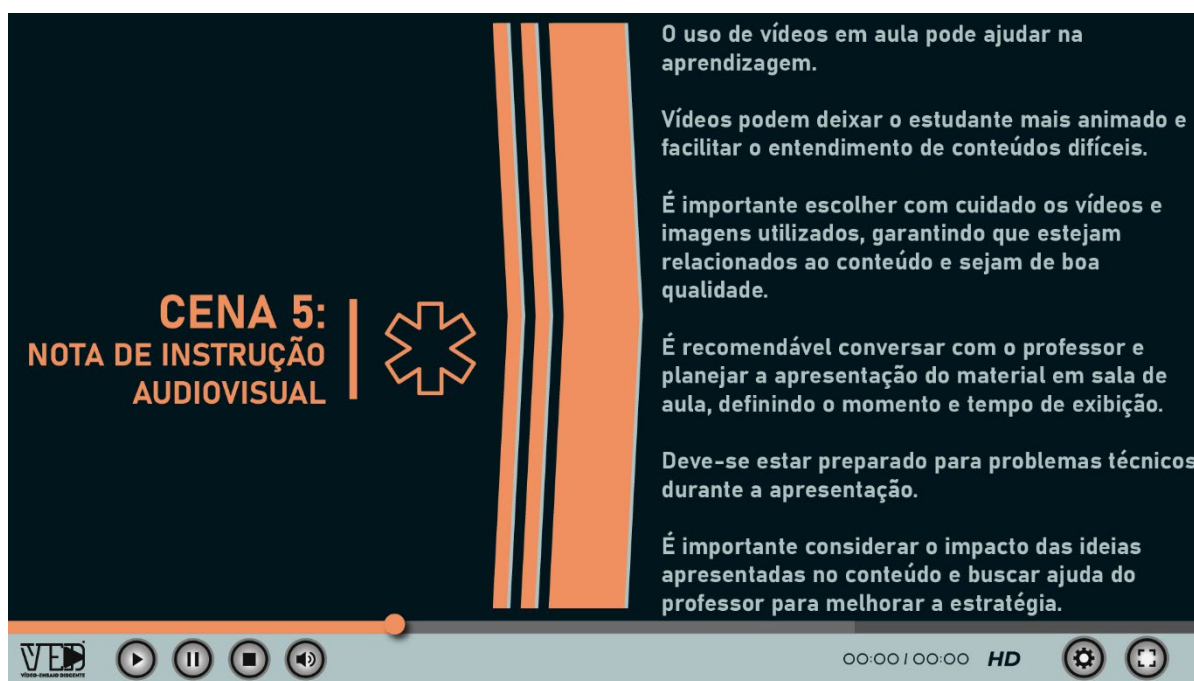 CENA 5:
NOTA DE INSTRUÇÃO
AUDIOVISUAL
O uso de vídeos em aula pode ajudar na
aprendizagem.
Vídeos podem deixar o estudante mais animado e
facilitar o entendimento de conteúdos difíceis.
É importante escolher com cuidado os vídeos e
imagens utilizados, garantindo que estejam
relacionados ao conteúdo e sejam de boa
qualidade.
É recomendável conversar com o professor e
planejar a apresentação do material em sala de
aula, definindo o momento e tempo de exibição.
Deve-se estar preparado para problemas técnicos
durante a apresentação.
É importante considerar o impacto das ideias
apresentadas no conteúdo e buscar ajuda do
professor para melhorar a estratégia.
VED
VÍDEO-ENSAIO DISCENTE
00:00 / 00:00 HD